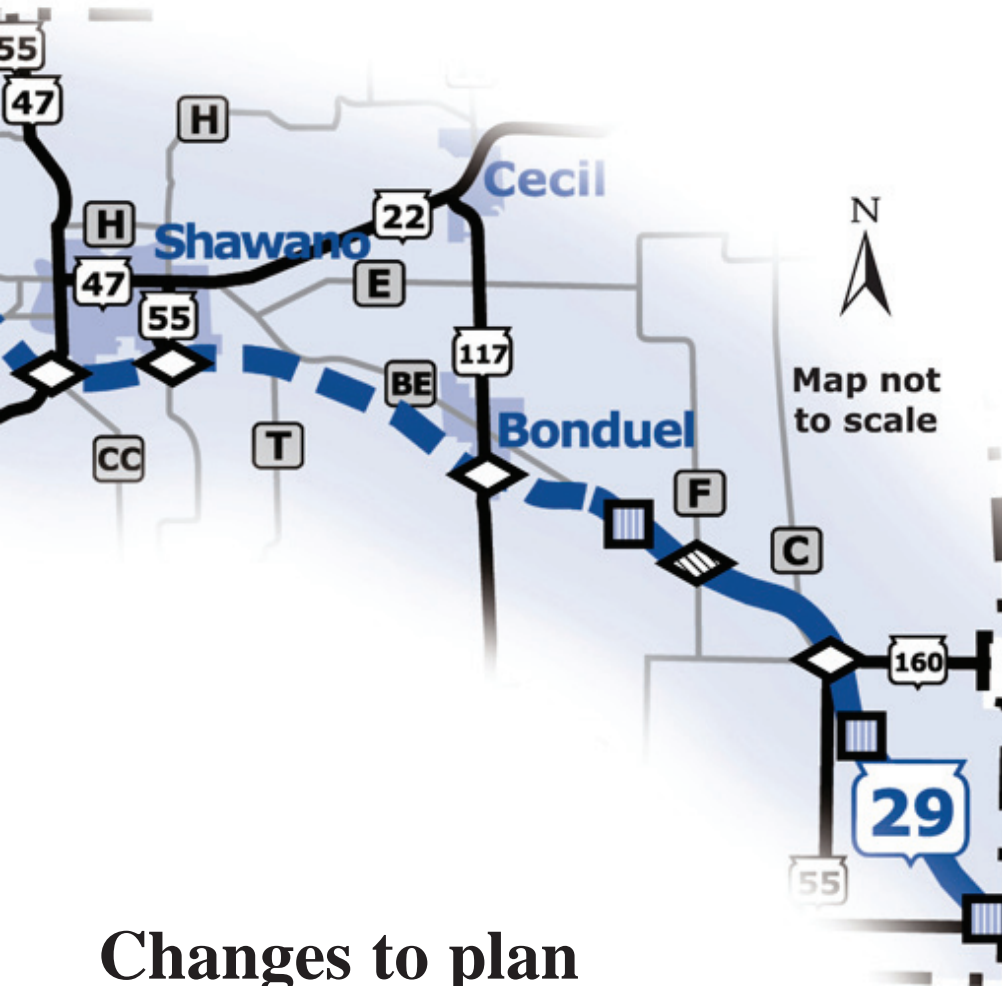 55
47
H
H
Cecil
22
Shawano
N
47
E
55
117
BE
Map not
to scale
Bonduel
T
CC
F
C
160
29
55
Changes to plan